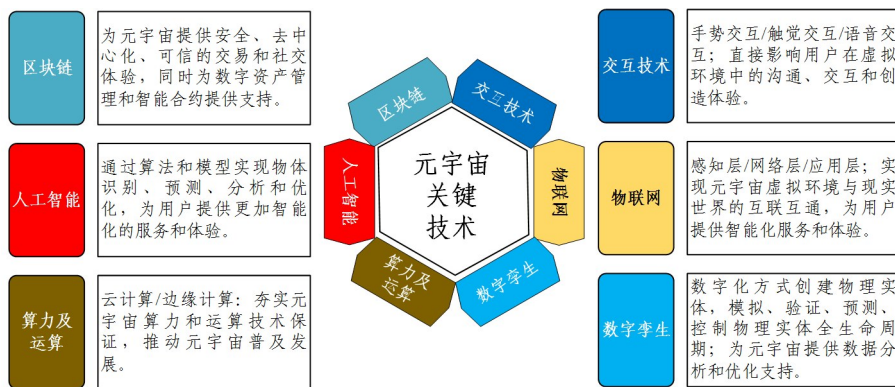 区块链
为元宇宙提供安全、去中
心化、可信的交易和社交
体验，同时为数字资产管
理和智能合约提供支持。
人工智能
通过算法和模型实现物体
识别、预测、分析和优
化，为用户提供更加智能
化的服务和体验。
算力及
运算
云计算/边缘计算：夯实元
宇宙算力和运算技术保
证，推动元宇宙普及发
展。
区块链
交互技术
人工智能
元宇宙
关键
技术
物联网
算力及
运算
数字孪生
交互技术
手势交互/触觉交互/语音交
互；直接影响用户在虚拟
环境中的沟通、交互和创
造体验。
物联网
感知层/网络层/应用层；实
现元宇宙虚拟环境与现实
世界的互联互通，为用户
提供智能化服务和体验。
数字孪生
数字化方式创建物理实
体，模拟、验证、预测、
控制物理实体全生命周
期；为元宇宙提供数据分
析和优化支持。